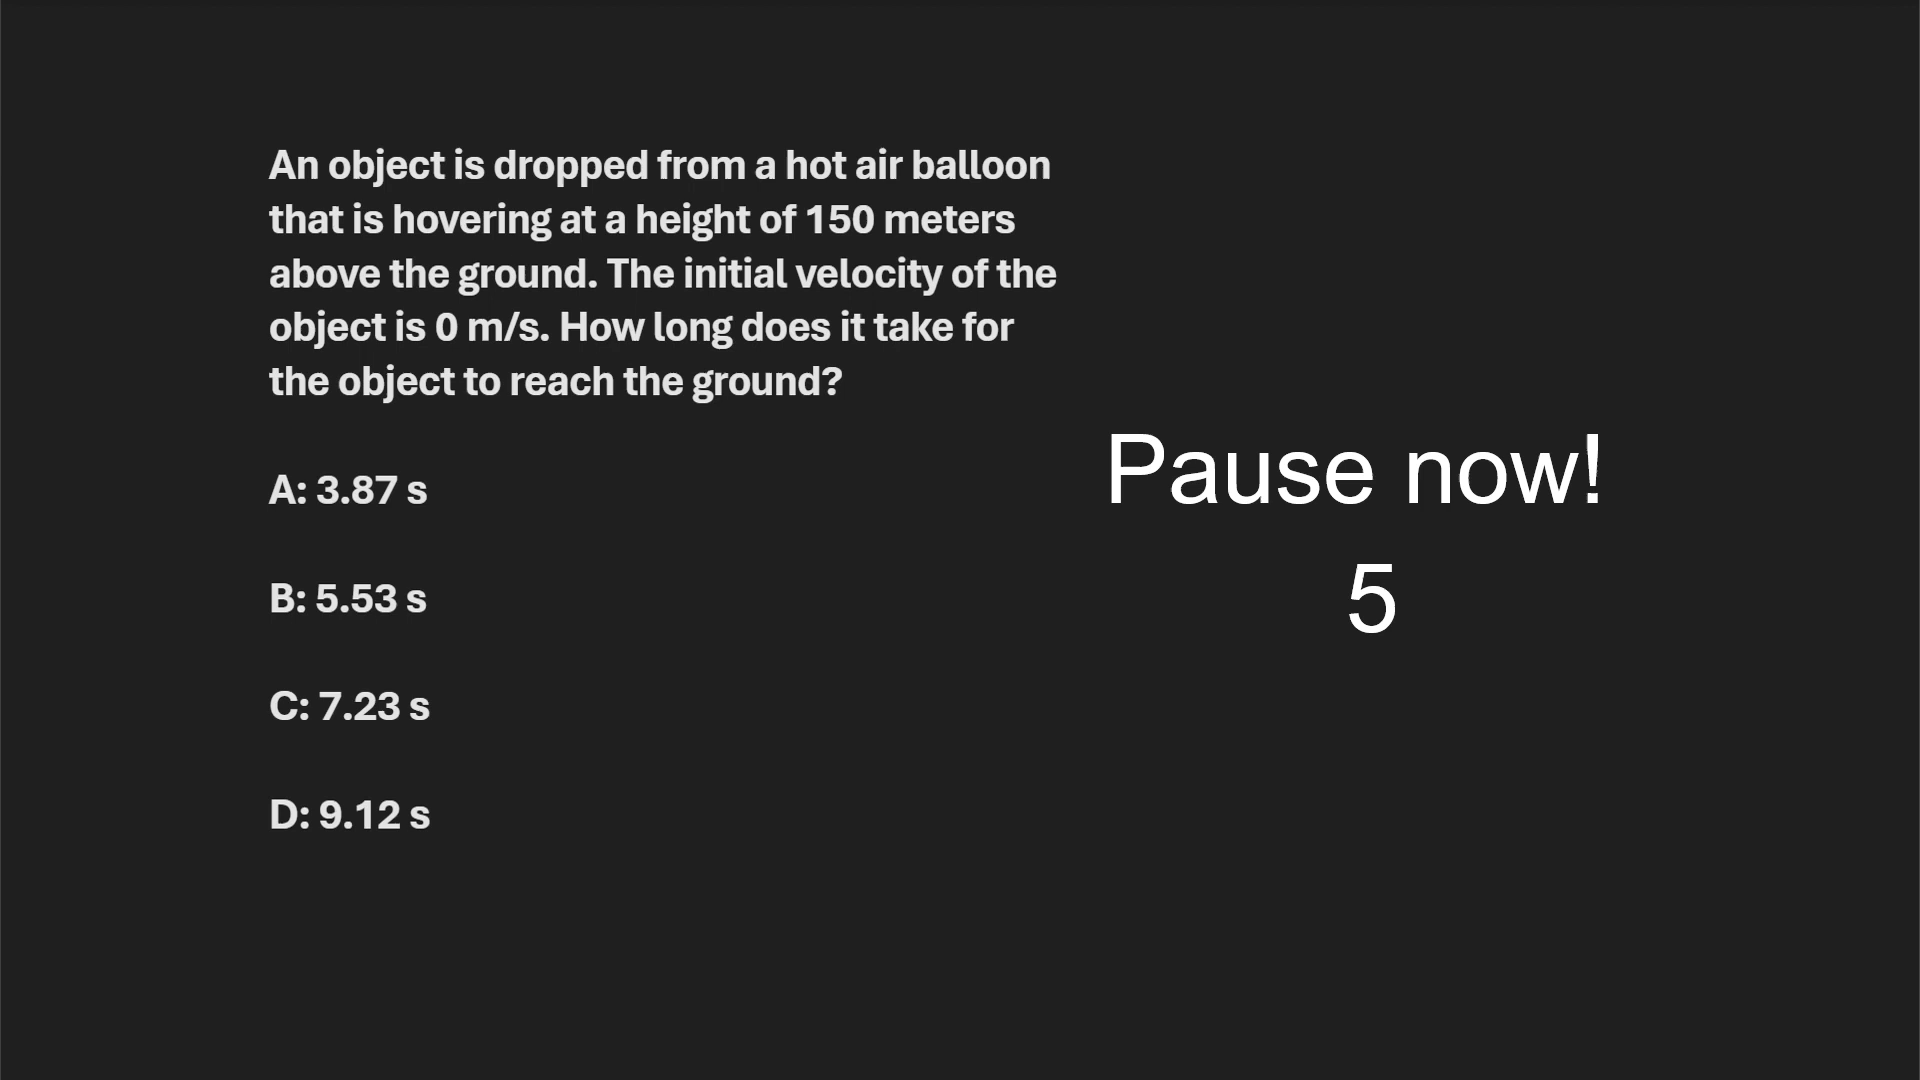 An object is dropped from a hot air balloon
that is hovering at a height of 150 meters
above the ground. The initial velocity of the
object is 0 m/s. How long does it take for
the object to reach the ground?
A: 3.87 s
B: 5.53 s
C: 7.23 s
D: 9.12 s
Pause now!
5